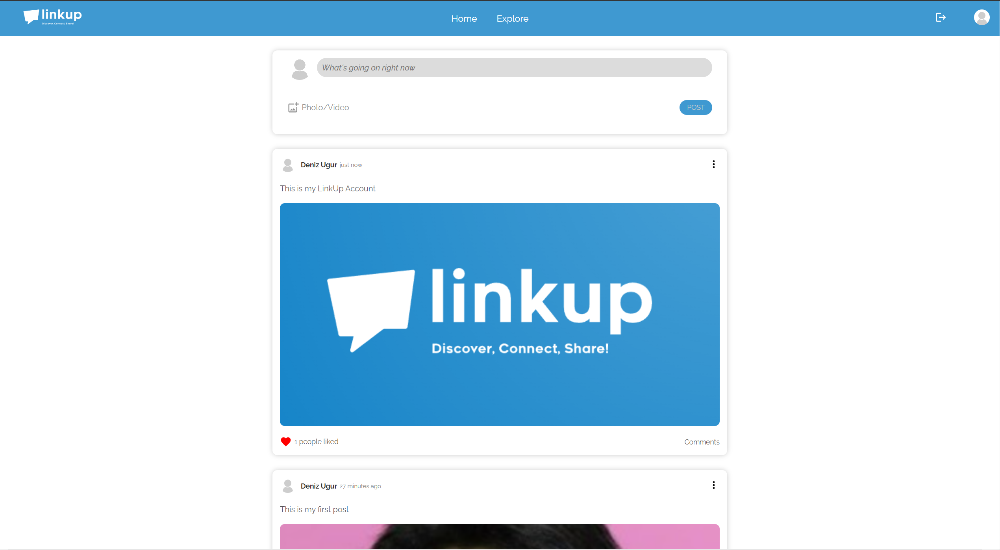 linkup
Discover, Connect, Share!
Home
Explore
What's going on right now
Photo/Video
POST
Deniz Ugur just now
This is my LinkUp Account
linkup
Discover, Connect, Share!
1 people liked
Comments
Deniz Ugur 27 minutes ago
This is my first post